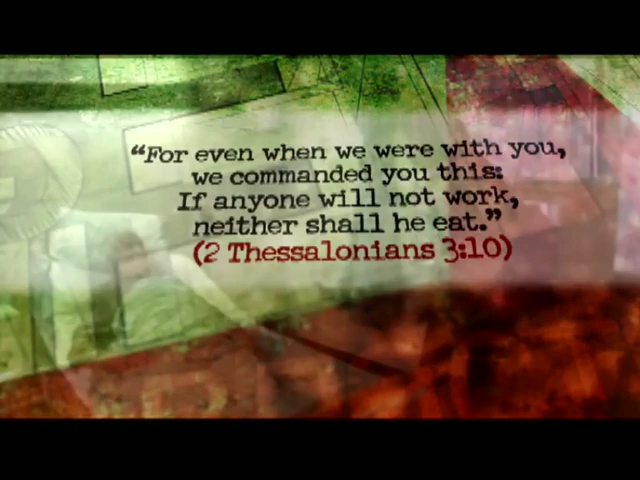 “For even when we were with you,
we commanded you this:
If anyone will not work,
neither shall he eat.”
(2 Thessalonians 3:10)